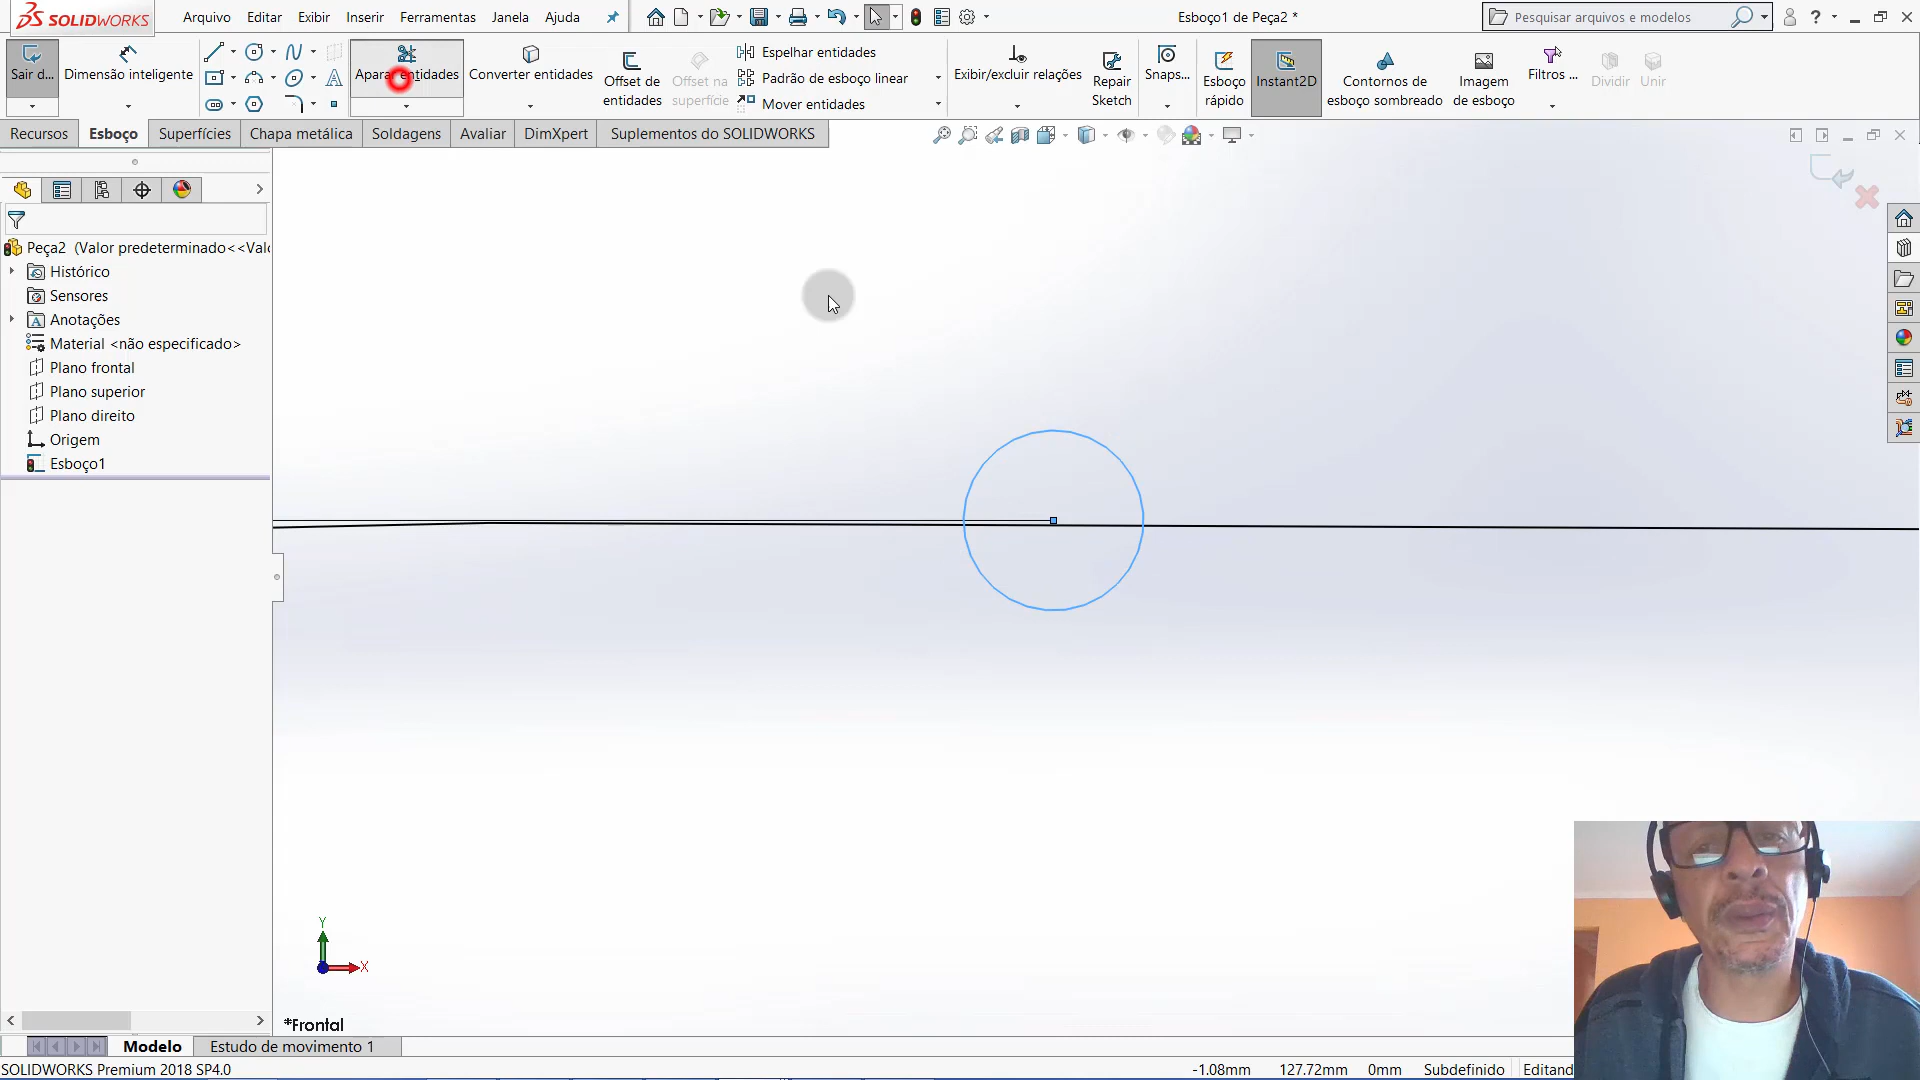 SOLIDWORKS
Arquivo Editar Exibir Inserir Ferramentas Janela Ajuda
Esboço1 de Peça2 *
Pesquisar arquivos e modelos
Sair d...
Dimensão inteligente
Aparar entidades
Converter entidades
Offset de entidades
Offset na superfície
Espelhar entidades
Padrão de esboço linear
Mover entidades
Exibir/excluir relações
Repair Sketch
Snaps...
Esboço rápido
Instant2D
Contornos de esboço sombreado
Imagem de esboço
Filtros ...
Dividir
Unir
Recursos Esboço Superfícies Chapa metálica Soldagens Avaliar DimXpert Suplementos do SOLIDWORKS
Peça2 (Valor predeterminado<<Valo
Histórico
Sensores
Anotações
Material <não especificado>
Plano frontal
Plano superior
Plano direito
Origem
Esboço1
Y
X
*Frontal
Modelo Estudo de movimento 1
SOLIDWORKS Premium 2018 SP4.0
-1.08mm 127.72mm 0mm Subdefinido Editand